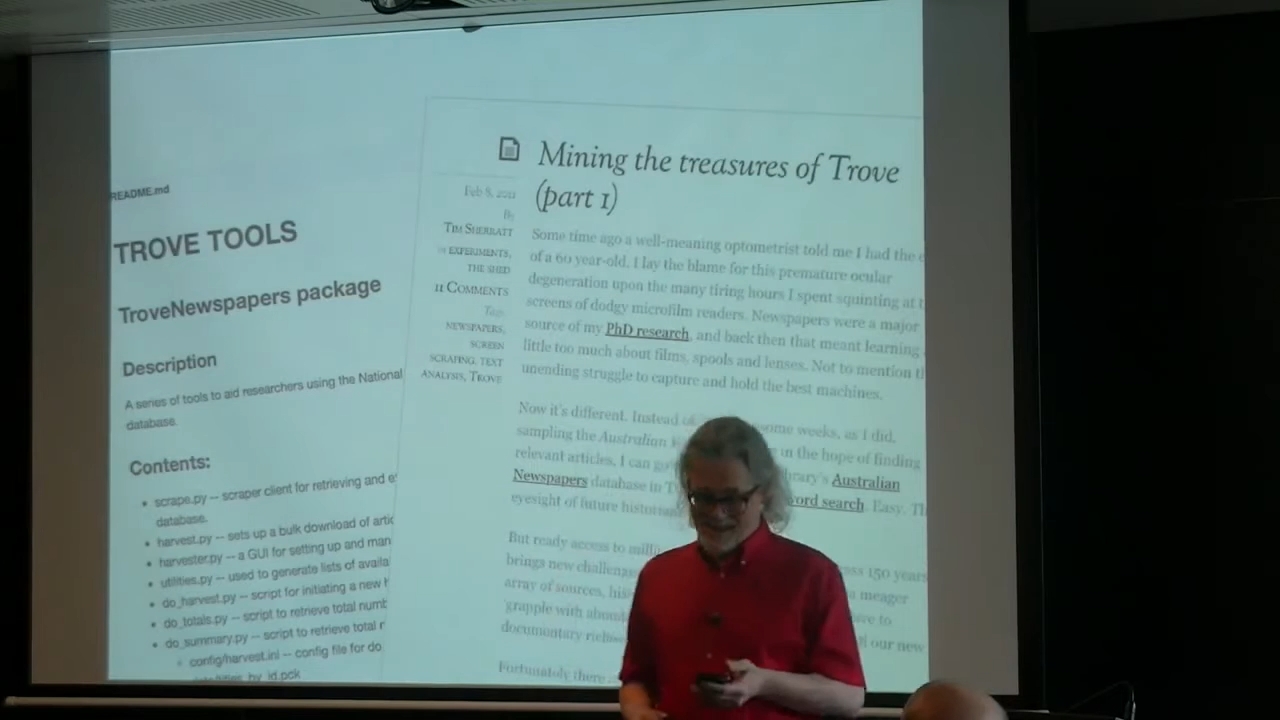 README.md
TROVE TOOLS
TroveNewspapers package
Description
A series of tools to aid researchers using the National
database.
Contents:
scrape.py -- scraper client for retrieving and
database.
harvest.py -- sets up a bulk download of
harvester.py -- a GUI for setting up and
utilities.py -- used to generate lists of
do_harvest.py -- script for initiating a new
do_totals.py -- script to retrieve total
do_summary.py -- script to retrieve total
config/harvest.ini -- config file for do
Mining the treasures of Trove
(part 1)
Feb 8, 2011
By
Tim Sherratt
in experiments,
the shed
11 Comments
Tags:
newspapers,
screen
scraping, text
analysis, Trove
Some time ago a well-meaning optometrist told me I had the
of a 60 year-old. I lay the blame for this premature ocular
degeneration upon the many tiring hours I spent squinting at
screens of dodgy microfilm readers. Newspapers were a major
source of my PhD research, and back then that meant learning
little too much about films, spools and lenses. Not to mention
unending struggle to capture and hold the best machines.
Now it's different. Instead some weeks, as I did,
sampling the Australian in the hope of finding
relevant articles, I can Australian
Newspapers database in word search. Easy.
eyesight of future
But ready access to 150 years
brings new meager
array of sources,
grapple with
documentary our new
Fortunately there